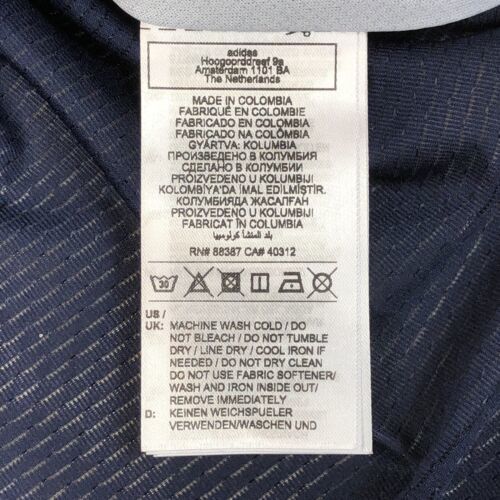 adidas
Hoogoorddreef 9a
Amsterdam 1101 BA
The Netherlands
MADE IN COLOMBIA
FABRIQUÉ EN COLOMBIE
FABRICADO EN COLOMBIA
FABRICADO NA COLÔMBIA
GYÁRTVA: KOLUMBIA
ПРОИЗВЕДЕНО В КОЛУМБИЯ
СДЕЛАНО В КОЛУМБИИ
PROIZVEDENO U KOLUMBIJI
KOLOMBİYA'DA İMAL EDİLMİŞTİR.
КОЛУМБИЯДА ЖАСАЛҒАН
PROIZVEDENO U KOLUMBIJI
FABRICAT ÎN COLUMBIA
بلد المنشأ كولومبيا
RN# 88387 CA# 40312
30
US /
UK: MACHINE WASH COLD / DO
NOT BLEACH / DO NOT TUMBLE
DRY / LINE DRY / COOL IRON IF
NEEDED / DO NOT DRY CLEAN
DO NOT USE FABRIC SOFTENER/
WASH AND IRON INSIDE OUT/
REMOVE IMMEDIATELY
D: KEINEN WEICHSPUELER
VERWENDEN/WASCHEN UND